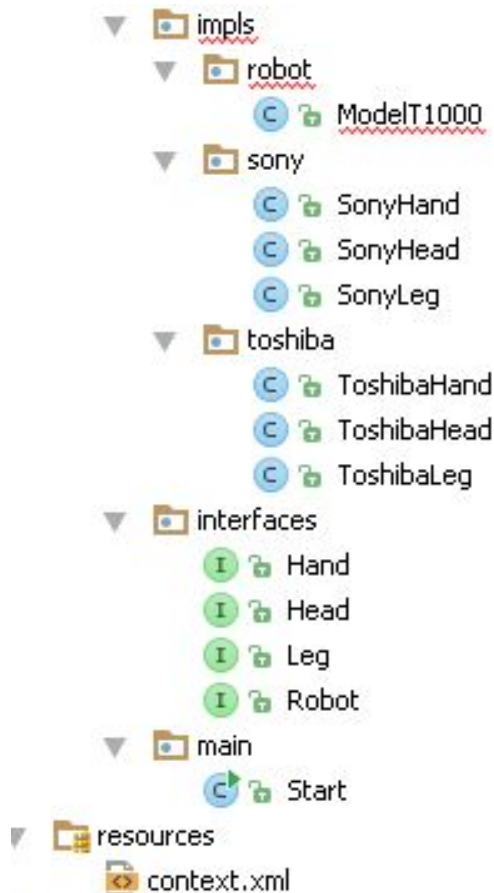 impls
robot
C ModelT1000
sony
C SonyHand
C SonyHead
C SonyLeg
toshiba
C ToshibaHand
C ToshibaHead
C ToshibaLeg
interfaces
I Hand
I Head
I Leg
I Robot
main
C Start
resources
context.xml